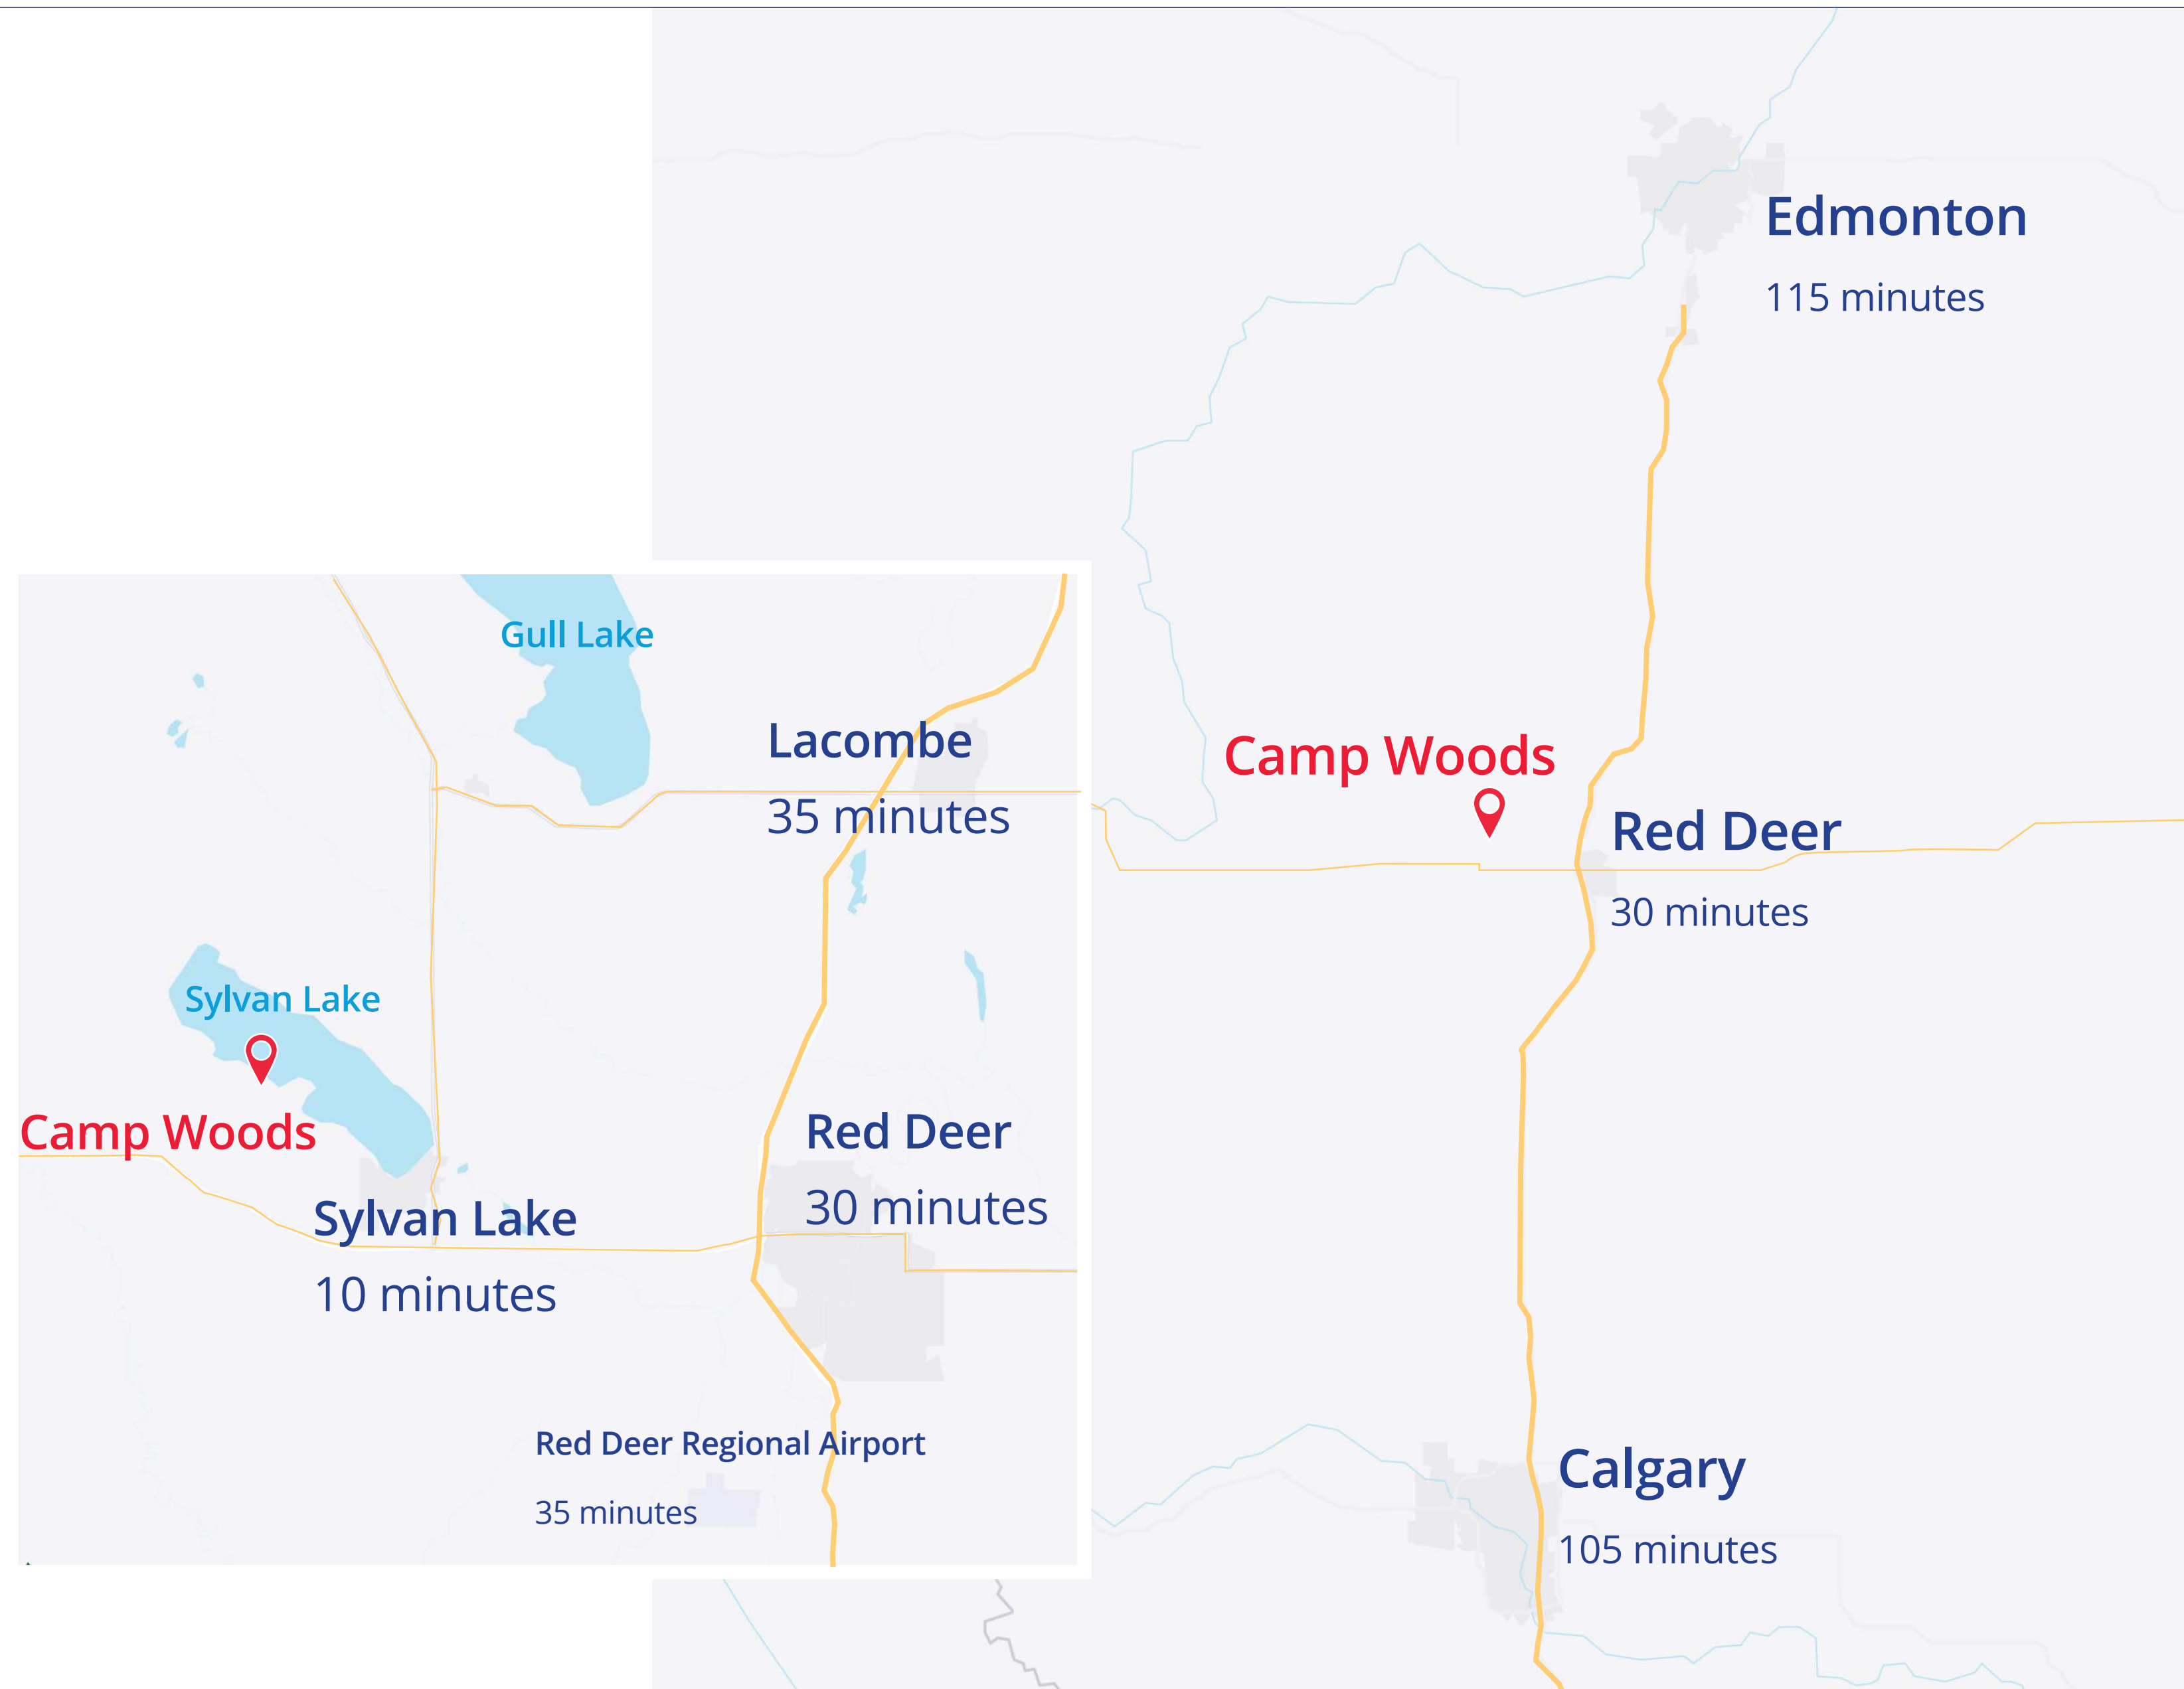 Edmonton
115 minutes
Camp Woods
Red Deer
30 minutes
Calgary
105 minutes
Gull Lake
Lacombe
35 minutes
Sylvan Lake
Camp Woods
Red Deer
30 minutes
Sylvan Lake
10 minutes
Red Deer Regional Airport
35 minutes